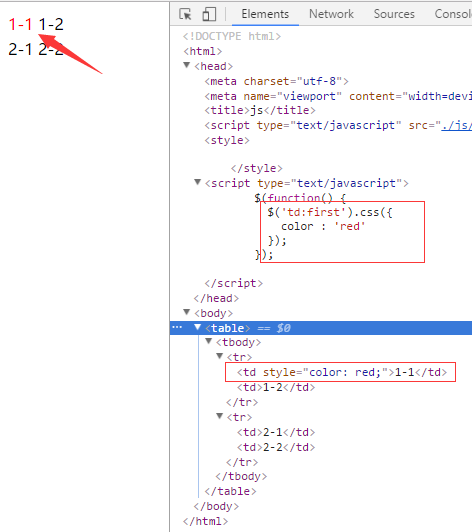 1-1 1-2
2-1 2-2
Elements Network Sources Consol
<!DOCTYPE html>
<html>
<head>
<meta charset="utf-8">
<meta name="viewport" content="width=devi
<title>js</title>
<script type="text/javascript" src="./js/
<style>
</style>
<script type="text/javascript">
$(function() {
$('td:first').css({
color : 'red'
});
});
</script>
</head>
<body>
… <table> == $0
<tbody>
<tr>
<td style="color: red;">1-1</td>
<td>1-2</td>
</tr>
<tr>
<td>2-1</td>
<td>2-2</td>
</tr>
</tbody>
</table>
</body>
</html>